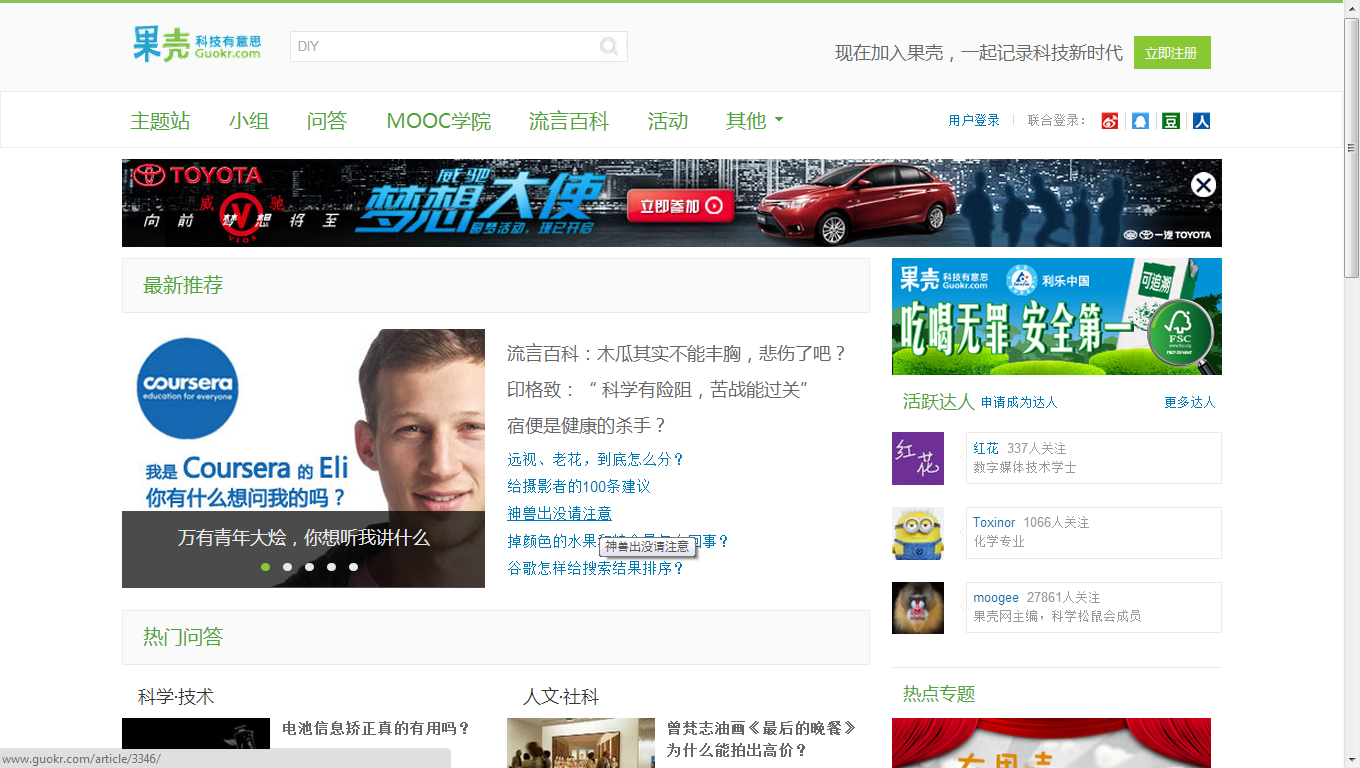 果壳 科技有意思
Guokr.com
DIY
现在加入果壳，一起记录科技新时代 立即注册
主题站 小组 问答 MOOC学院 流言百科 活动 其他
用户登录 联合登录：
TOYOTA
威驰
向前 梦想 将至
VIOS
威驰
梦想大使
圆梦活动，现已开启
立即参加
一汽 TOYOTA
最新推荐
coursera
education for everyone
我是 Coursera 的 Eli
你有什么想问我的吗？
万有青年大烩，你想听我讲什么
流言百科：木瓜其实不能丰胸，悲伤了吧？
印格致：“ 科学有险阻，苦战能过关”
宿便是健康的杀手？
远视、老花，到底怎么分？
给摄影者的100条建议
神兽出没请注意
掉颜色的水果
回事？
神兽出没请注意
谷歌怎样给搜索结果排序？
果壳 科技有意思
Guokr.com
利乐中国
可追溯
吃喝无罪 安全第一
FSC
活跃达人 申请成为达人 更多达人
红花
红花 337人关注
数字媒体技术学士
Toxinor 1066人关注
化学专业
moogee 27861人关注
果壳网主编，科学松鼠会成员
热门问答
科学·技术
电池信息矫正真的有用吗？
人文·社科
曾梵志油画《最后的晚餐》
为什么能拍出高价？
热点专题
www.guokr.com/article/3346/